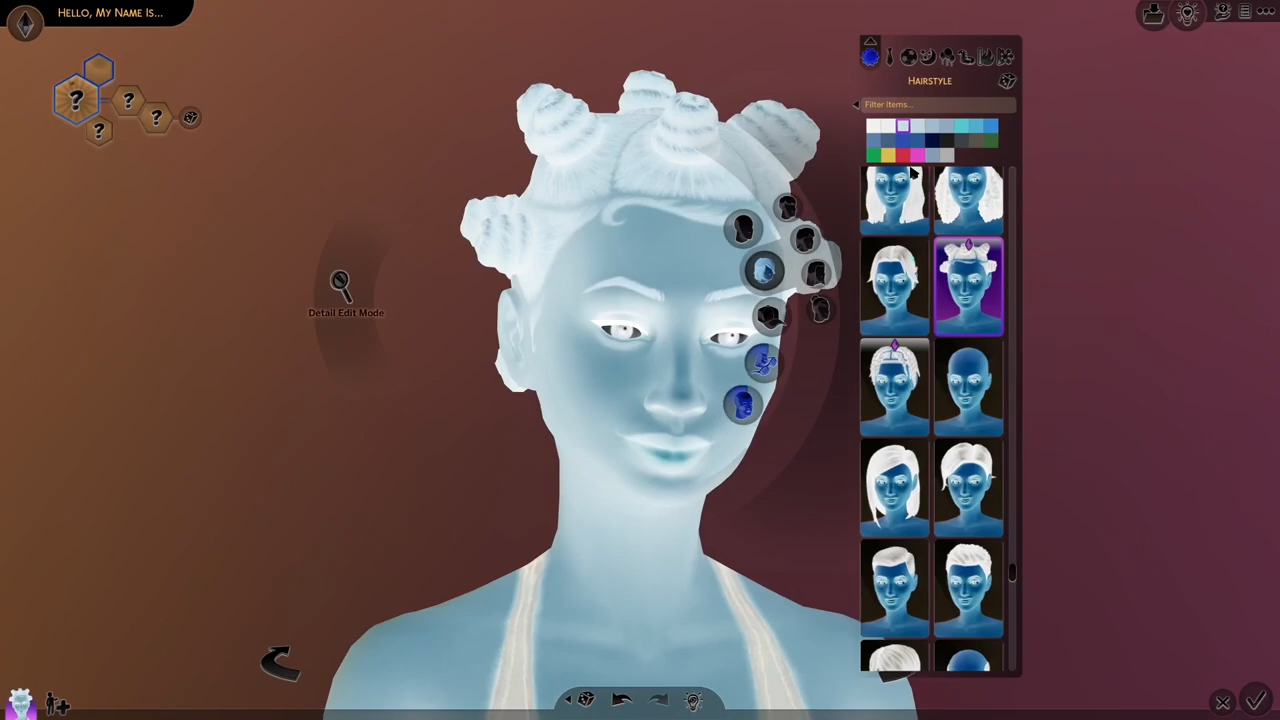 Hello, My Name Is...
?
?
?
?
Hairstyle
Filter Items...
Detail Edit Mode